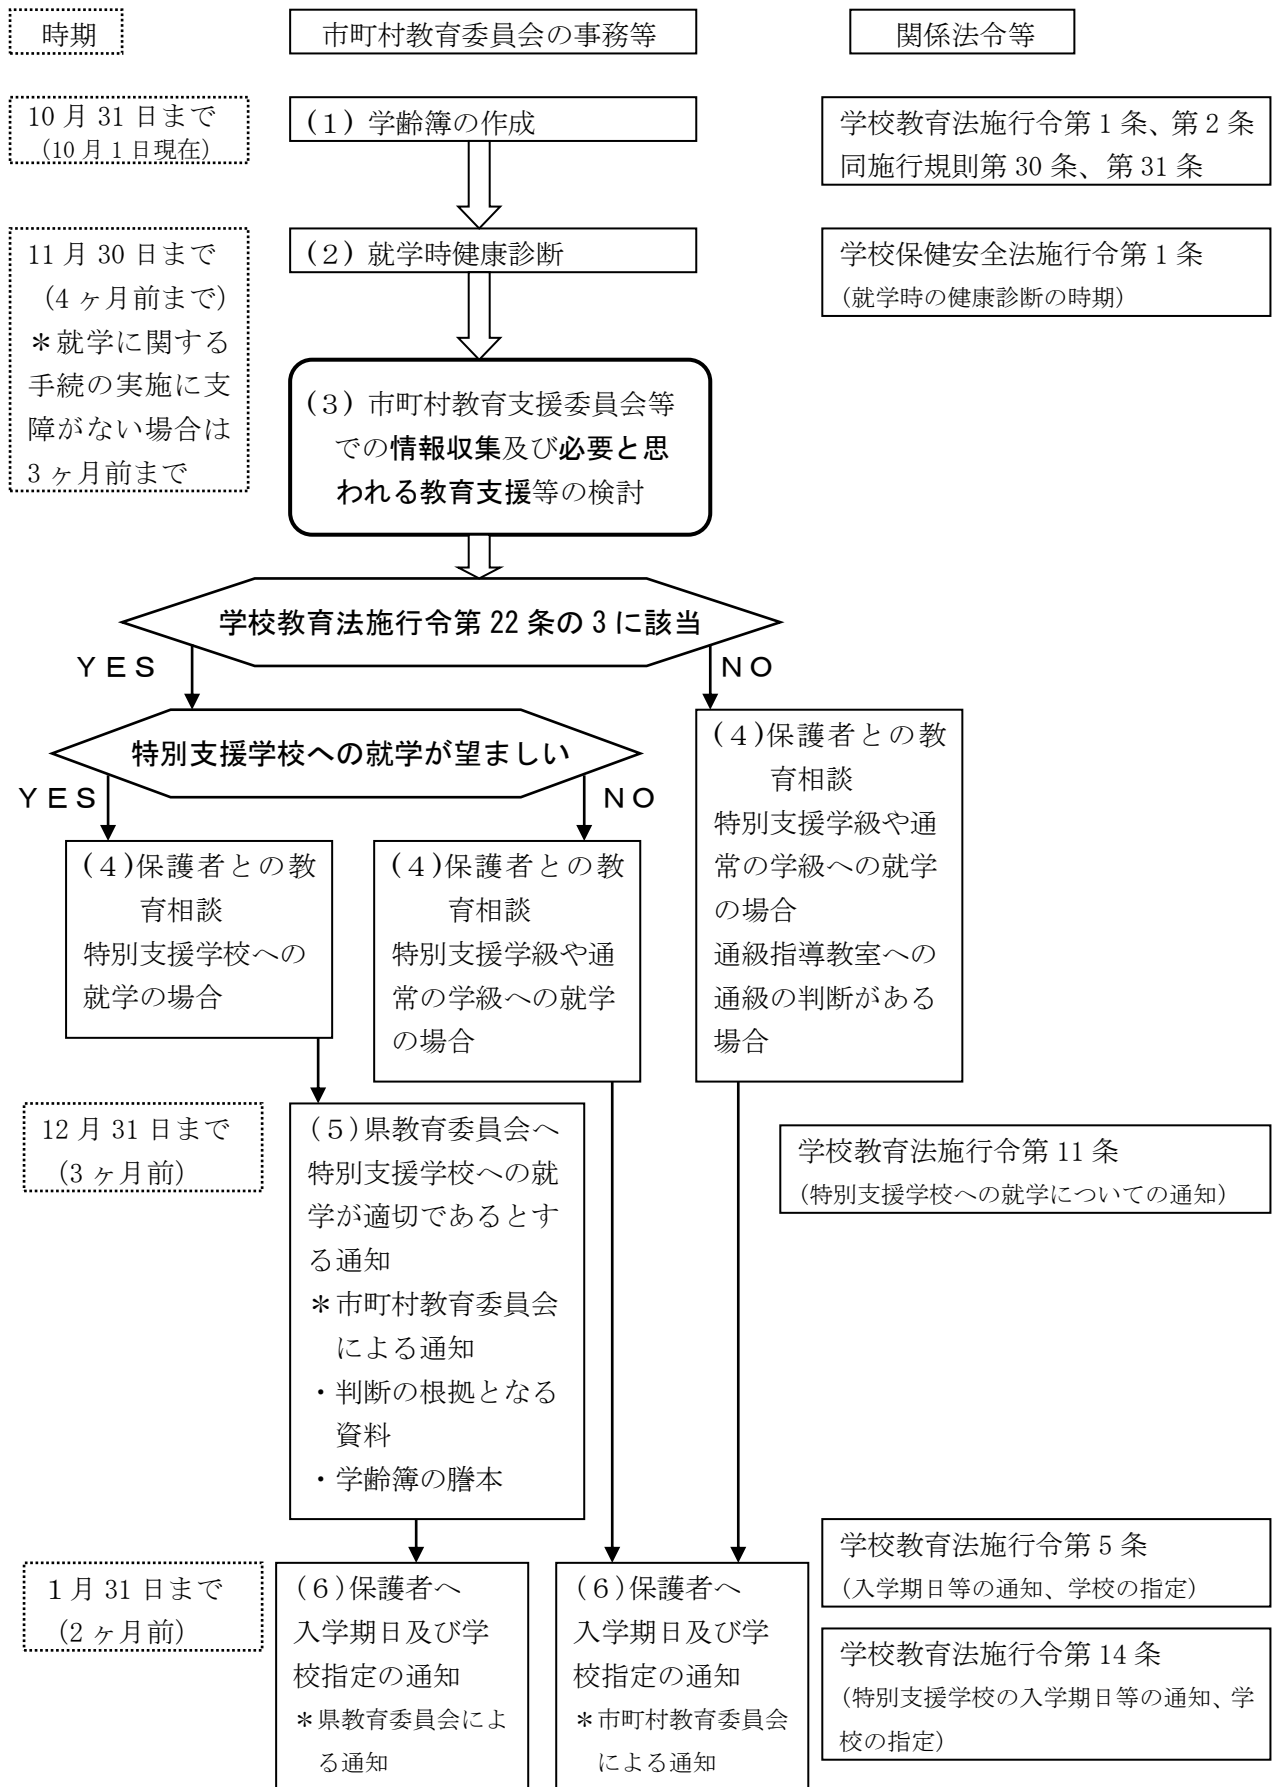 時期
市町村教育委員会の事務等
関係法令等
10月31日まで
(10月1日現在)
(1)学齢簿の作成
学校教育法施行令第1条、第2条
同施行規則第30条、第31条
11月30日まで
(4ヶ月前まで)
＊就学に関する
手続の実施に支
障がない場合は
3ヶ月前まで
(2)就学時健康診断
学校保健安全法施行令第1条
(就学時の健康診断の時期)
(3)市町村教育支援委員会等
での情報収集及び必要と思
われる教育支援等の検討
学校教育法施行令第22条の3に該当
YES
NO
特別支援学校への就学が望ましい
YES
NO
(4)保護者との教
育相談
特別支援学校への
就学の場合
(4)保護者との教
育相談
特別支援学級や通
常の学級への就学
の場合
(4)保護者との教
育相談
特別支援学級や通
常の学級への就学
の場合
通級指導教室への
通級の判断がある
場合
12月31日まで
(3ヶ月前)
(5)県教育委員会へ
特別支援学校への就
学が適切であるとす
る通知
＊市町村教育委員会
による通知
・判断の根拠となる
資料
・学齢簿の謄本
学校教育法施行令第11条
(特別支援学校への就学についての通知)
1月31日まで
(2ヶ月前)
(6)保護者へ
入学期日及び学
校指定の通知
＊県教育委員会によ
る通知
(6)保護者へ
入学期日及び学
校指定の通知
＊市町村教育委員会
による通知
学校教育法施行令第5条
(入学期日等の通知、学校の指定)
学校教育法施行令第14条
(特別支援学校の入学期日等の通知、学
校の指定)